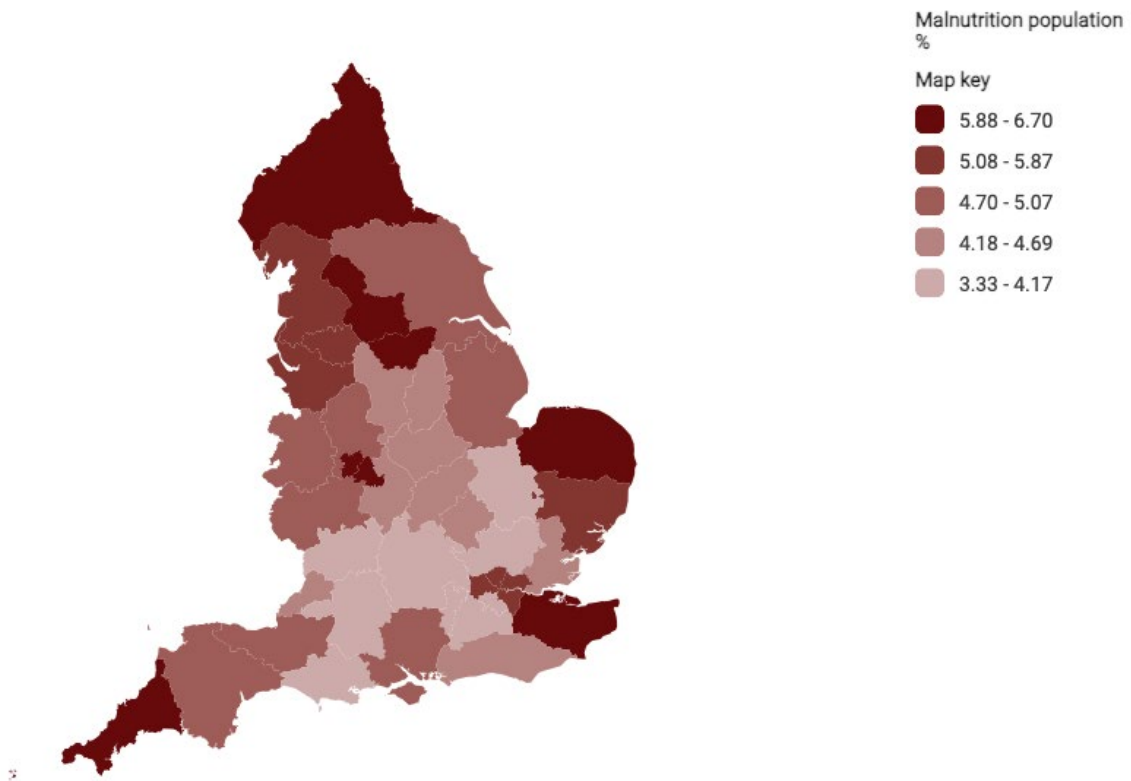 Malnutrition population
%
Map key
5.88 - 6.70
5.08 - 5.87
4.70 - 5.07
4.18 - 4.69
3.33 - 4.17